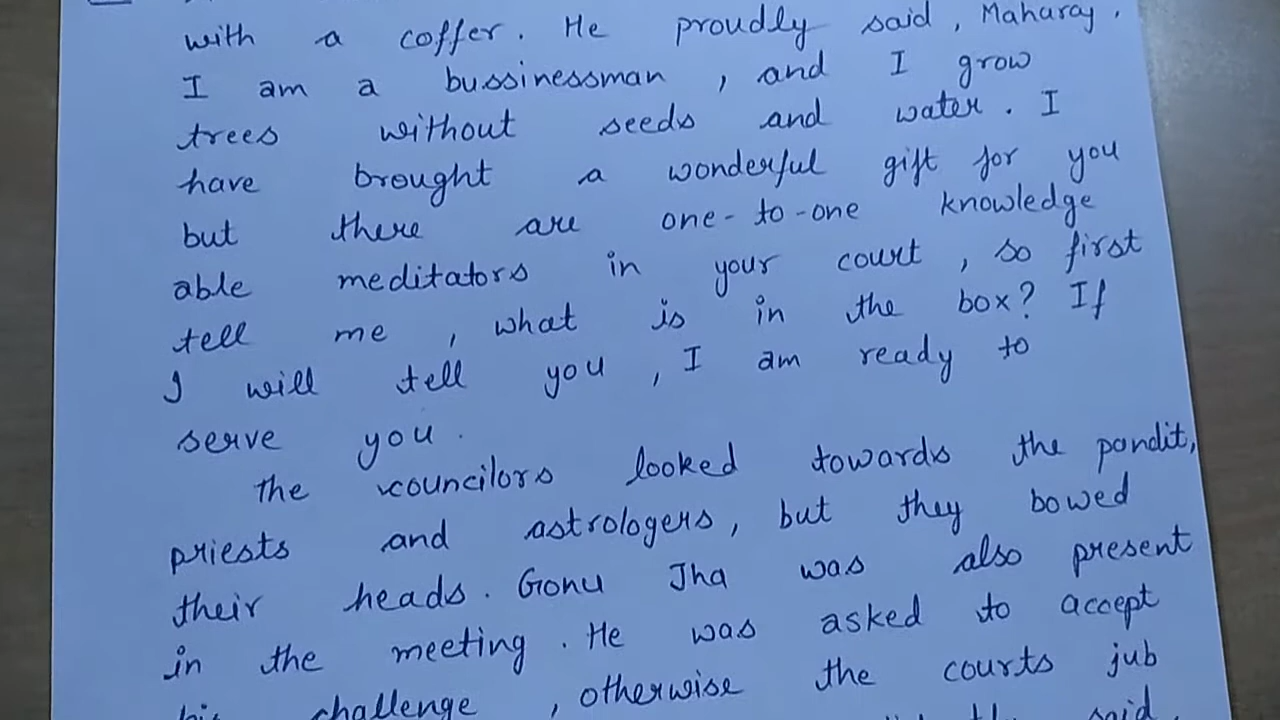 with a coffer. He proudly said, Maharaj,
I am a bussinessman, and I grow
trees without seeds and water. I
have brought a wonderful gift for you
but there are one-to-one knowledge
able meditators in your court, so first
tell me, what is in the box? If
I will tell you, I am ready to
serve you.
The councilors looked towards the pandit,
priests and astrologers, but they bowed
their heads. Gonu Jha was also present
in the meeting. He was asked to accept
his challenge, otherwise the courts jub
said